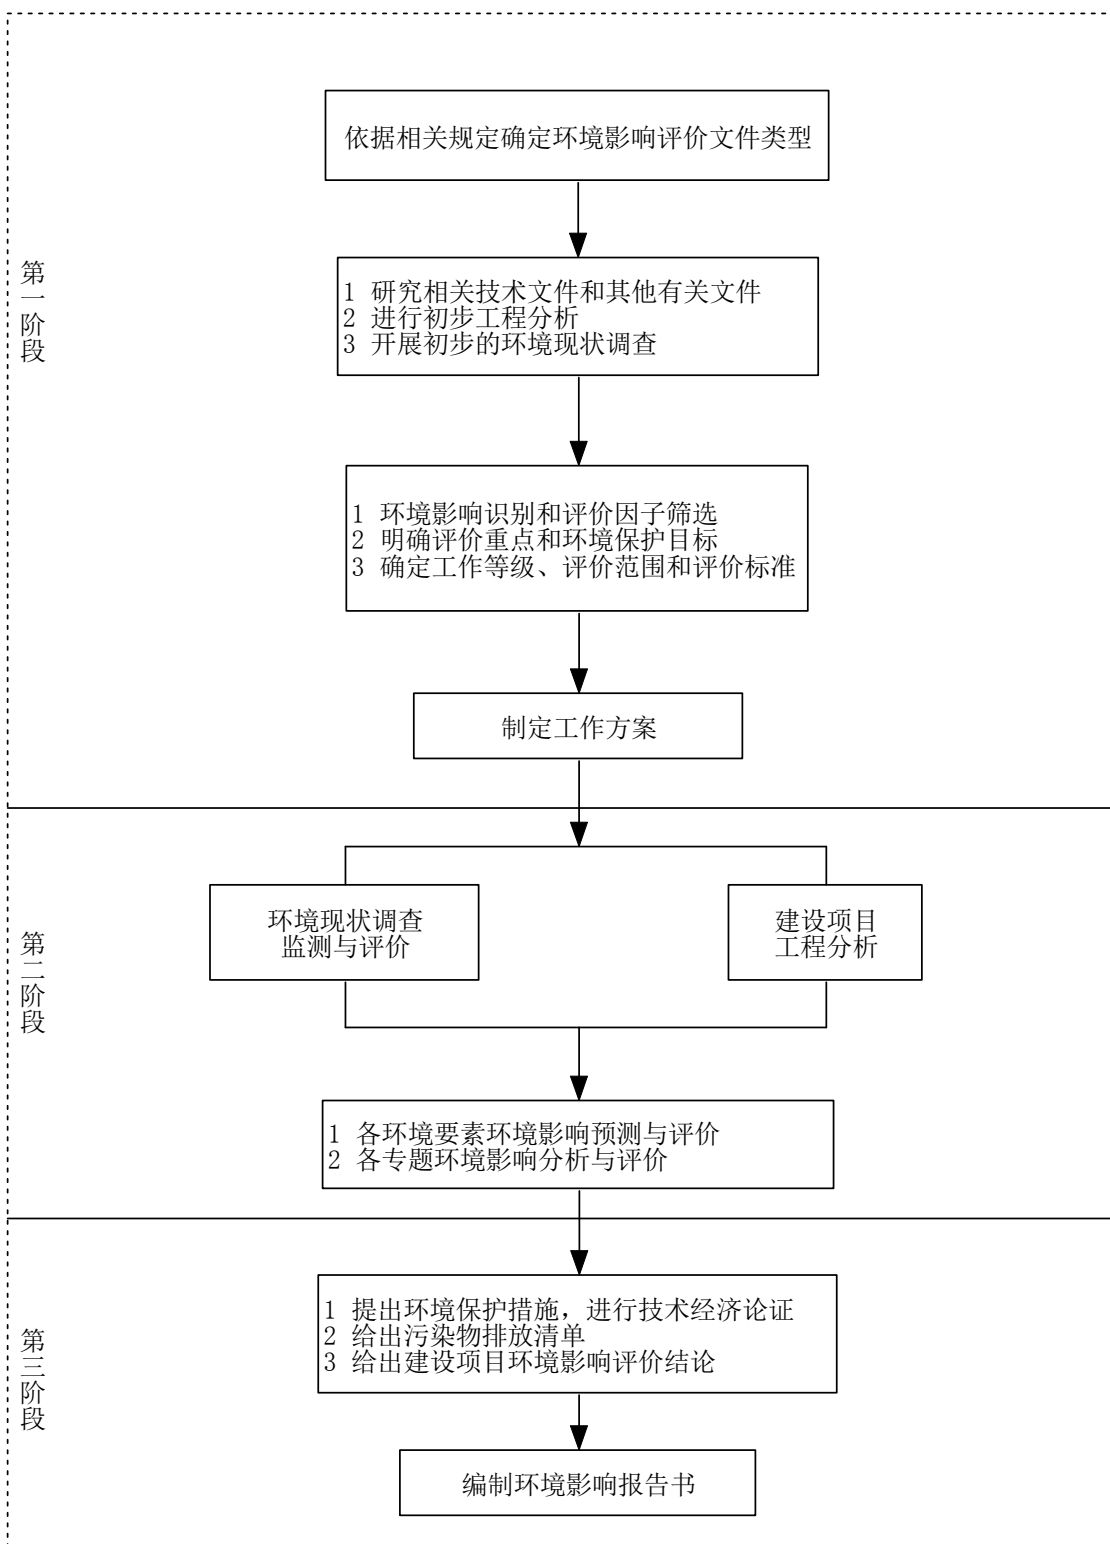 依据相关规定确定环境影响评价文件类型
第一阶段
1 研究相关技术文件和其他有关文件
2 进行初步工程分析
3 开展初步的环境现状调查
1 环境影响识别和评价因子筛选
2 明确评价重点和环境保护目标
3 确定工作等级、评价范围和评价标准
制定工作方案
第二阶段
环境现状调查
监测与评价
建设项目
工程分析
1 各环境要素环境影响预测与评价
2 各专题环境影响分析与评价
第三阶段
1 提出环境保护措施，进行技术经济论证
2 给出污染物排放清单
3 给出建设项目环境影响评价结论
编制环境影响报告书